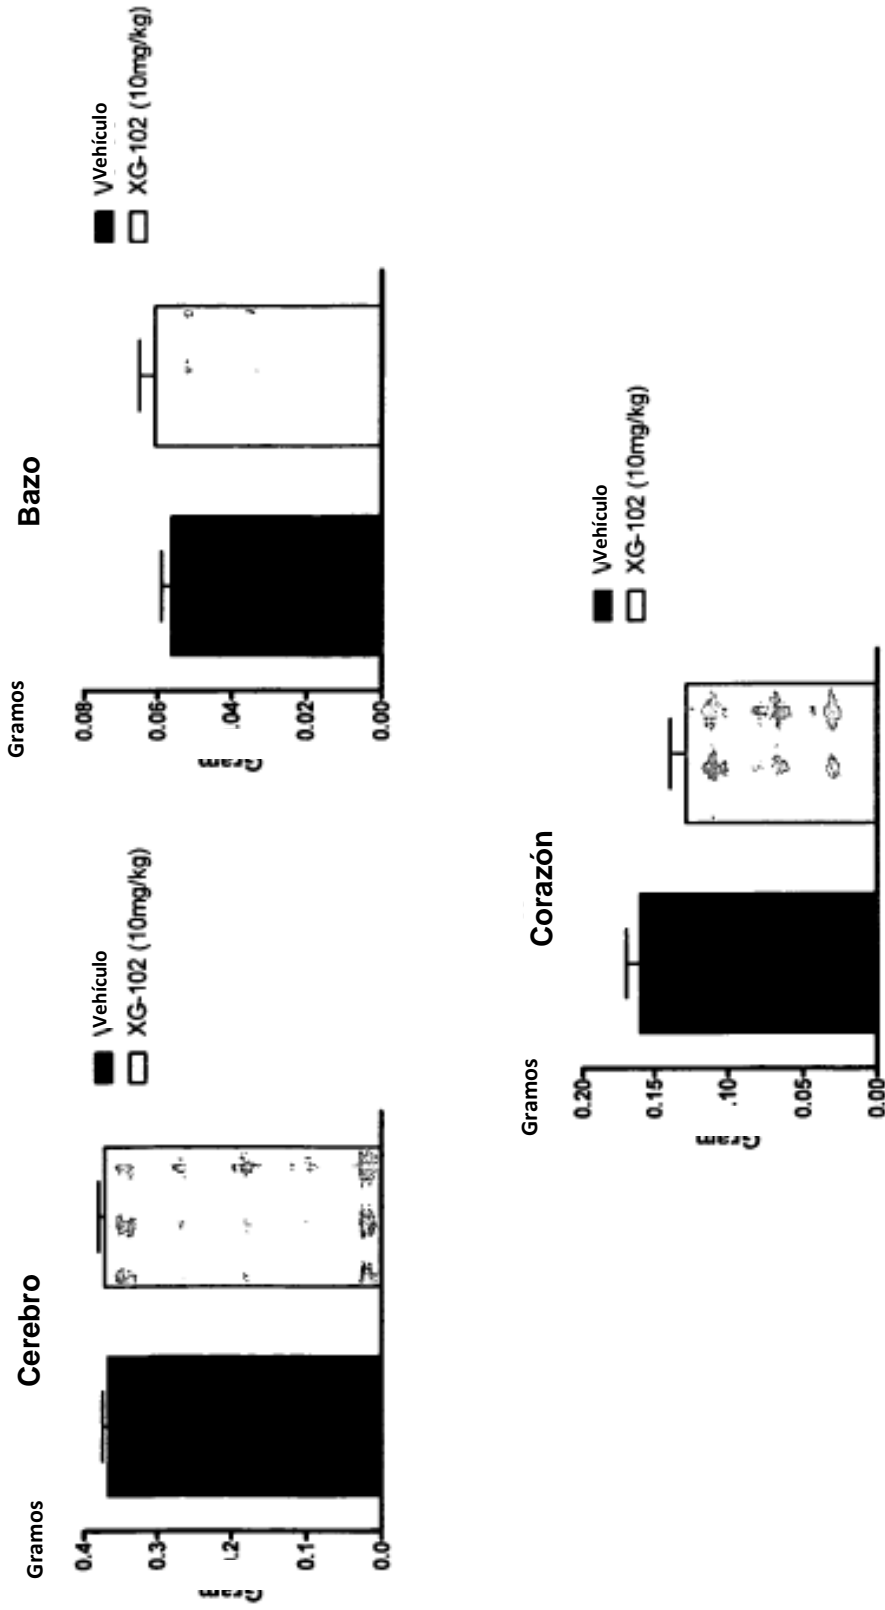 Cerebro
Gramos
Gram
0.4
0.3
.2
0.1
0.0
Vehículo
XG-102 (10mg/kg)
Bazo
Gramos
Gram
0.08
0.06
.04
0.02
0.00
Vehículo
XG-102 (10mg/kg)
Corazón
Gramos
Gram
0.20
0.15
.10
0.05
0.00
Vehículo
XG-102 (10mg/kg)